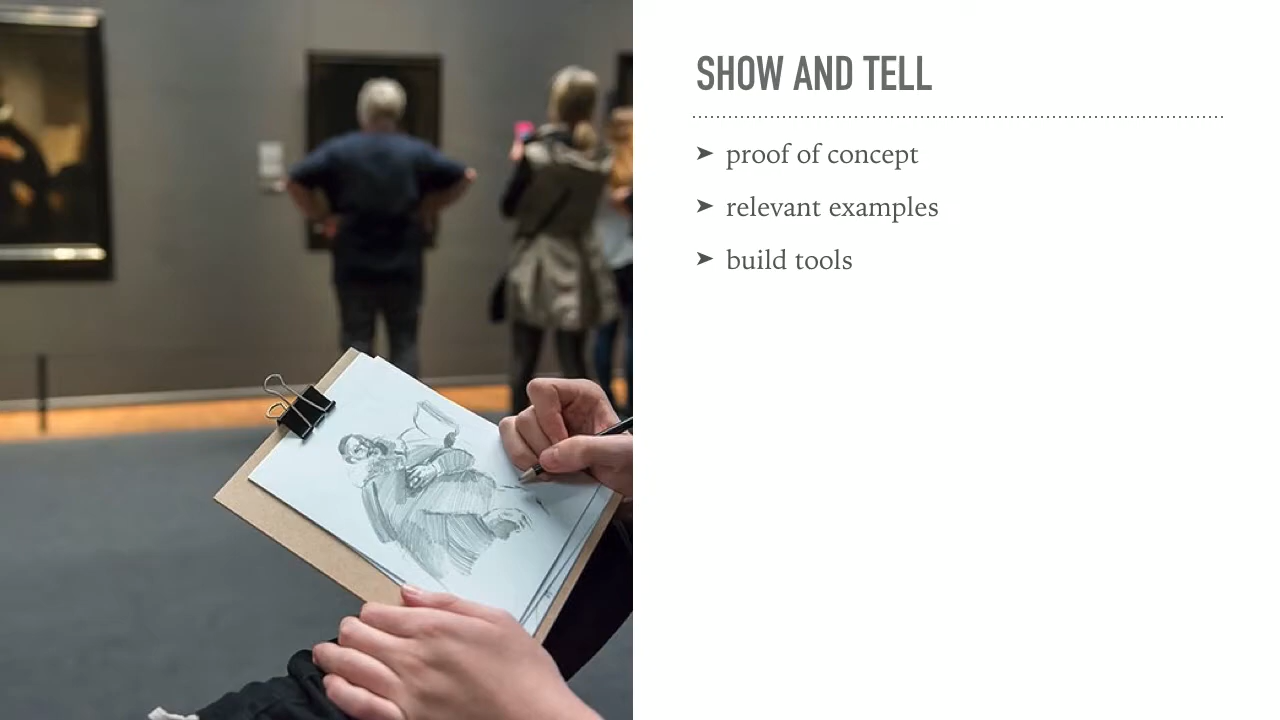 SHOW AND TELL
➤ proof of concept
➤ relevant examples
➤ build tools